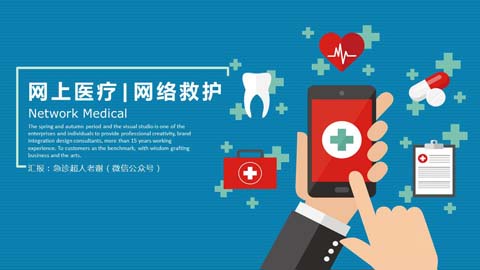 网上医疗|网络救护
Network Medical
The spring and autumn period and the visual studio is one of the
enterprises and individuals to provide professional creativity, brand
integration design consultants, more than 15 years working
experience. To customers as the benchmark, with wisdom grafting
business and the arts.
汇报：急诊超人老谢（微信公众号）